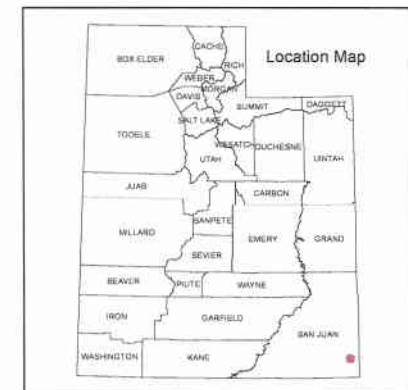 Location Map
CACHE
BOX ELDER
RICH
WEBER
MORGAN
DAVIS
SUMMIT
DAGGETT
SALT LAKE
TOOELE
WASATCH
DUCHESNE
UTAH
UINTAH
JUAB
CARBON
SANPETE
MILLARD
EMERY
GRAND
SEVIER
BEAVER
PIUTE
WAYNE
IRON
GARFIELD
SAN JUAN
WASHINGTON
KANE